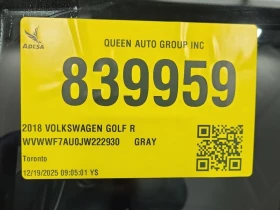 ADESA
QUEEN AUTO GROUP INC
839959
2018 VOLKSWAGEN GOLF R
WVWWF7AU0JW222930 GRAY
Toronto
12/19/2025 09:05:01 YS